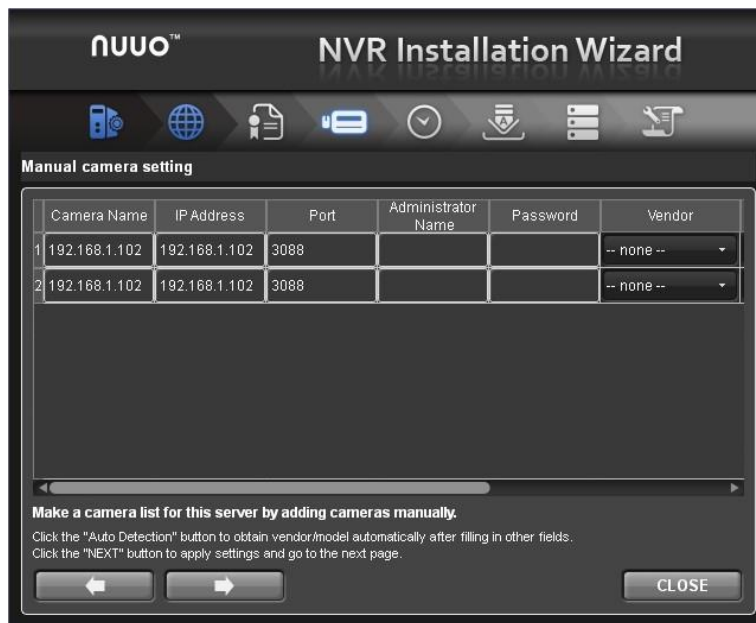 nuuo™ NVR Installation Wizard
Manual camera setting
Camera Name IP Address Port Administrator Name Password Vendor
1 192.168.1.102 192.168.1.102 3088 -- none --
2 192.168.1.102 192.168.1.102 3088 -- none --
Make a camera list for this server by adding cameras manually.
Click the "Auto Detection" button to obtain vendor/model automatically after filling in other fields.
Click the "NEXT" button to apply settings and go to the next page.
CLOSE